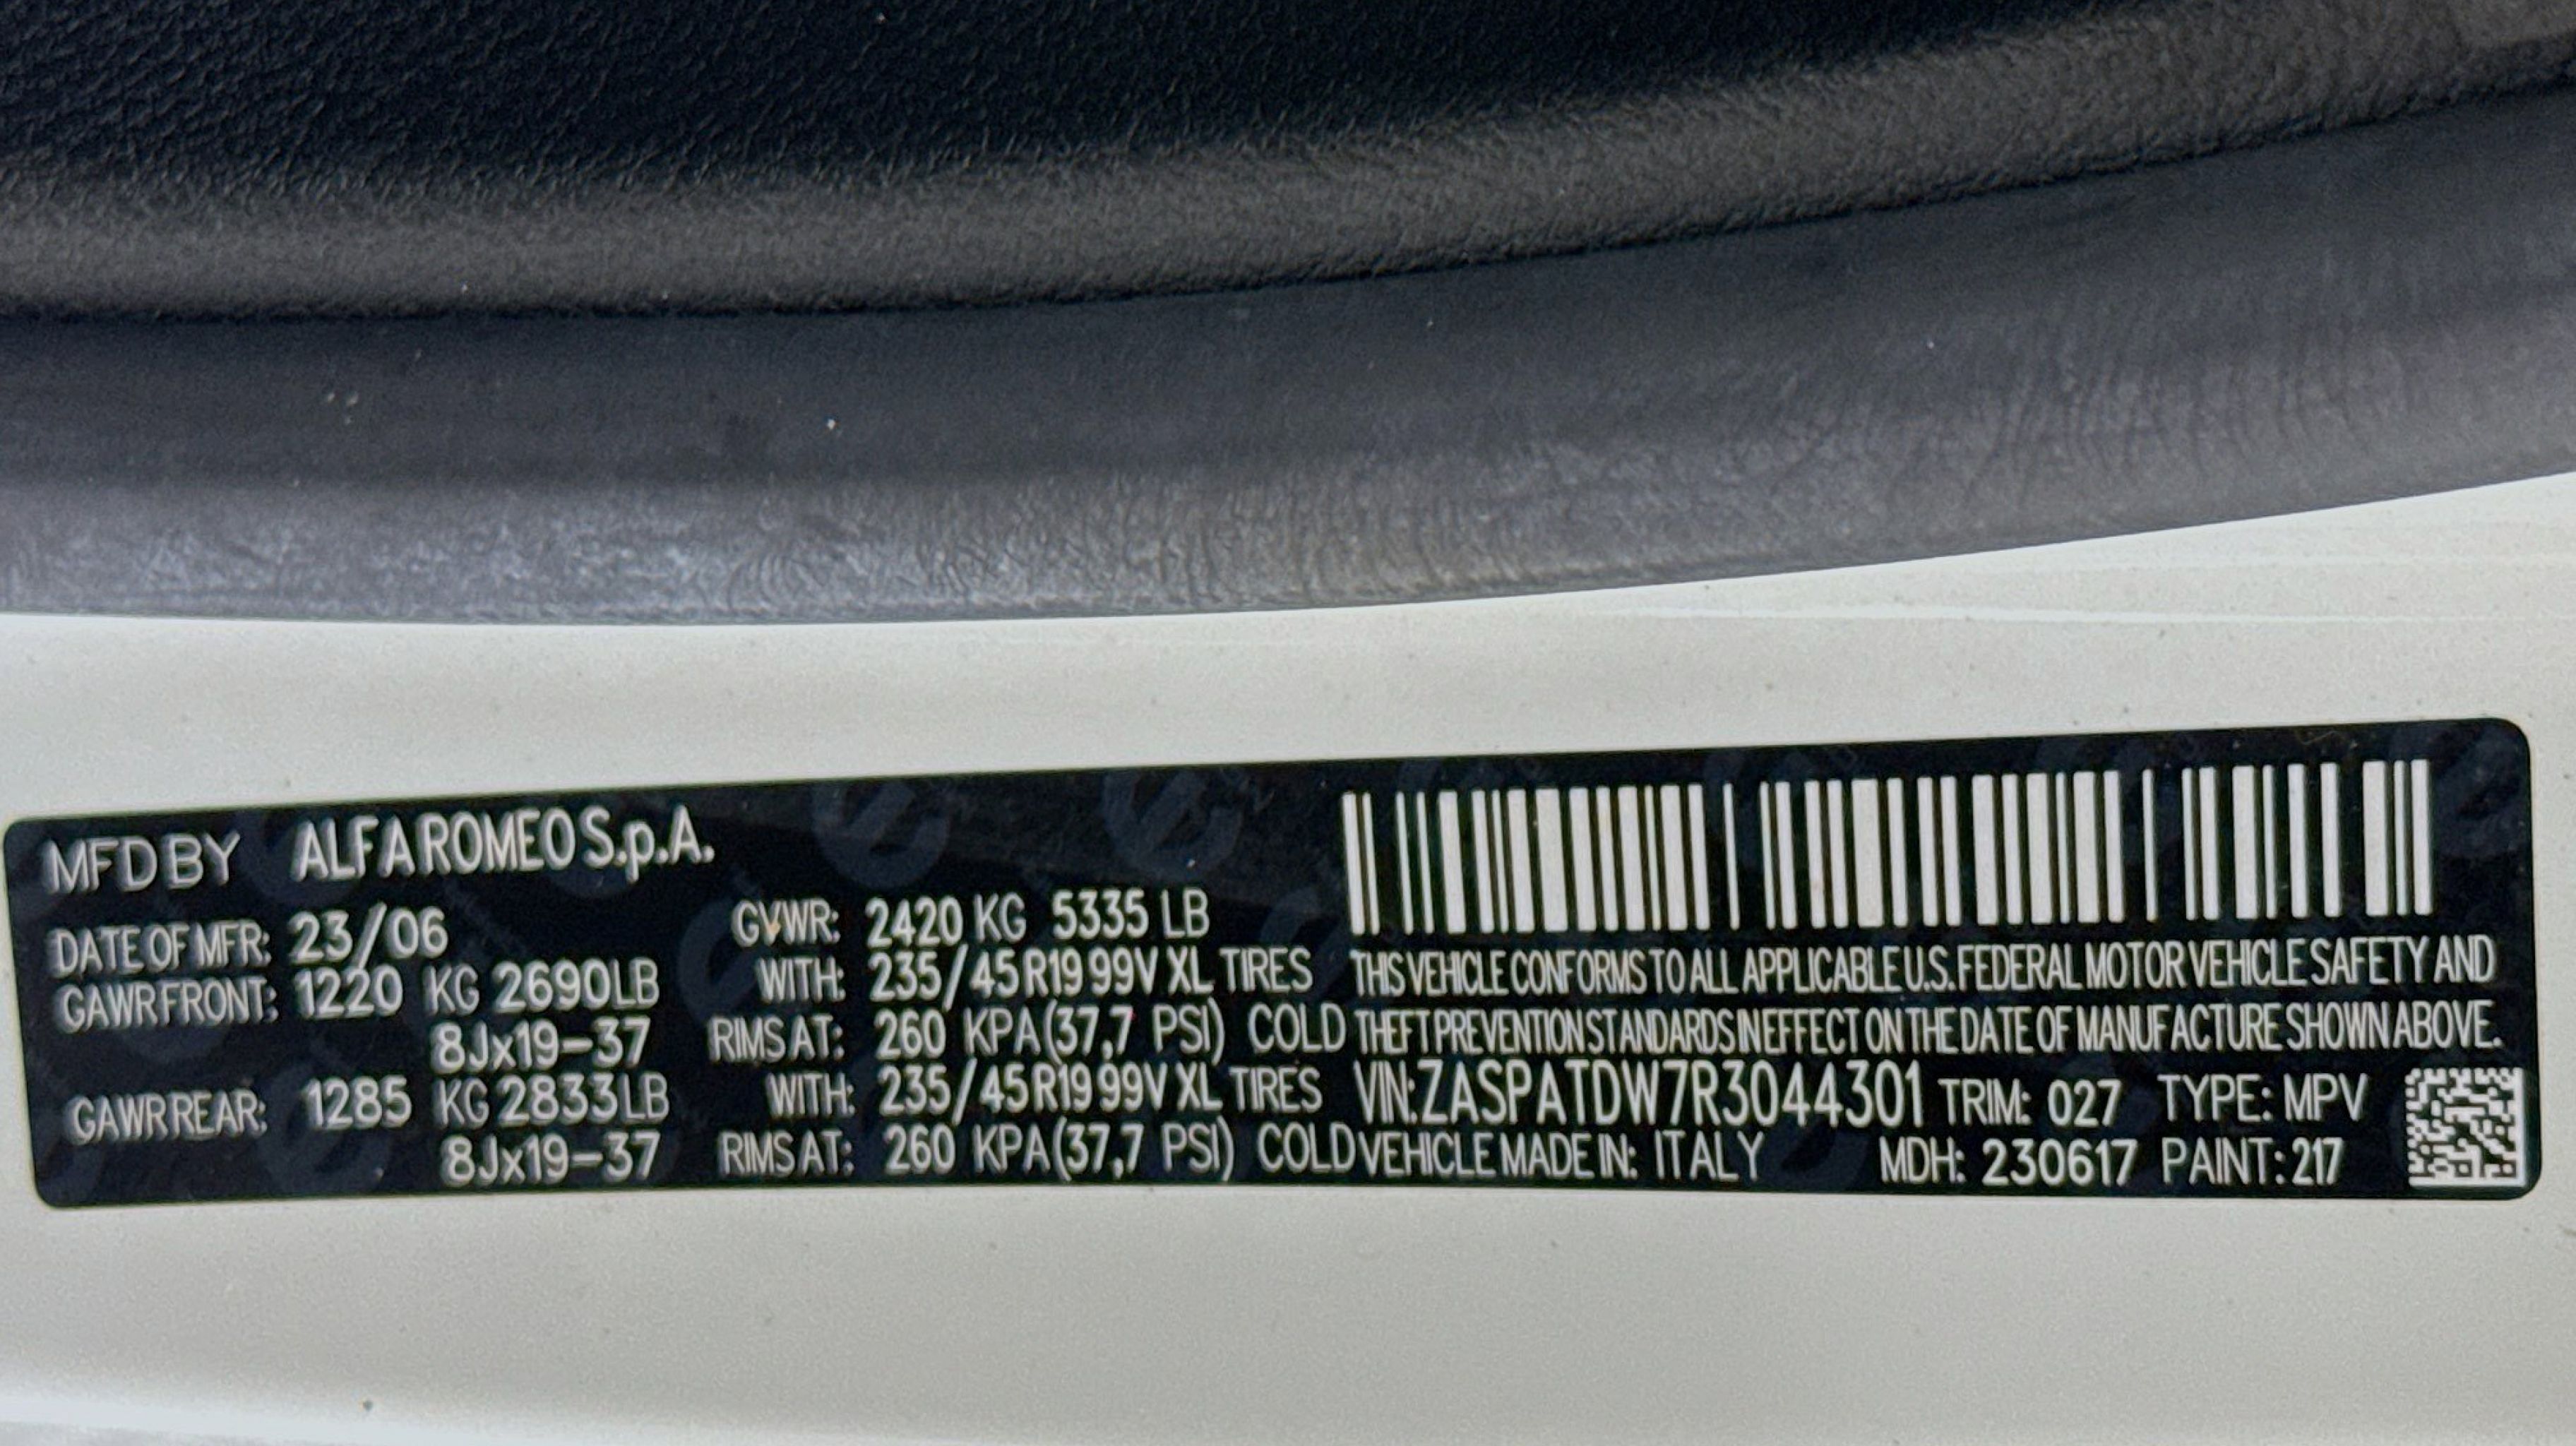 MFD BY ALFA ROMEO S.p.A.
DATE OF MFR: 23/06 GVWR: 2420 KG 5335 LB
GAWR FRONT: 1220 KG 2690LB WITH: 235/45 R19 99V XL TIRES
8Jx19-37 RIMS AT: 260 KPA (37,7 PSI) COLD
GAWR REAR: 1285 KG 2833LB WITH: 235/45 R19 99V XL TIRES
8Jx19-37 RIMS AT: 260 KPA (37,7 PSI) COLD
THIS VEHICLE CONFORMS TO ALL APPLICABLE U.S. FEDERAL MOTOR VEHICLE SAFETY AND
THEFT PREVENTION STANDARDS IN EFFECT ON THE DATE OF MANUFACTURE SHOWN ABOVE.
VIN: ZASPATDW7R3044301 TRIM: 027 TYPE: MPV
VEHICLE MADE IN: ITALY MDH: 230617 PAINT: 217